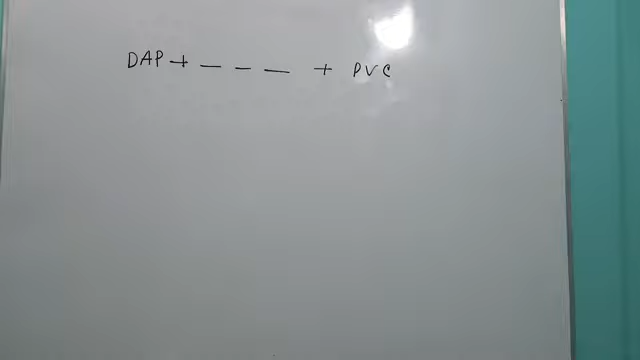 DAP + _ _ _ + PVC